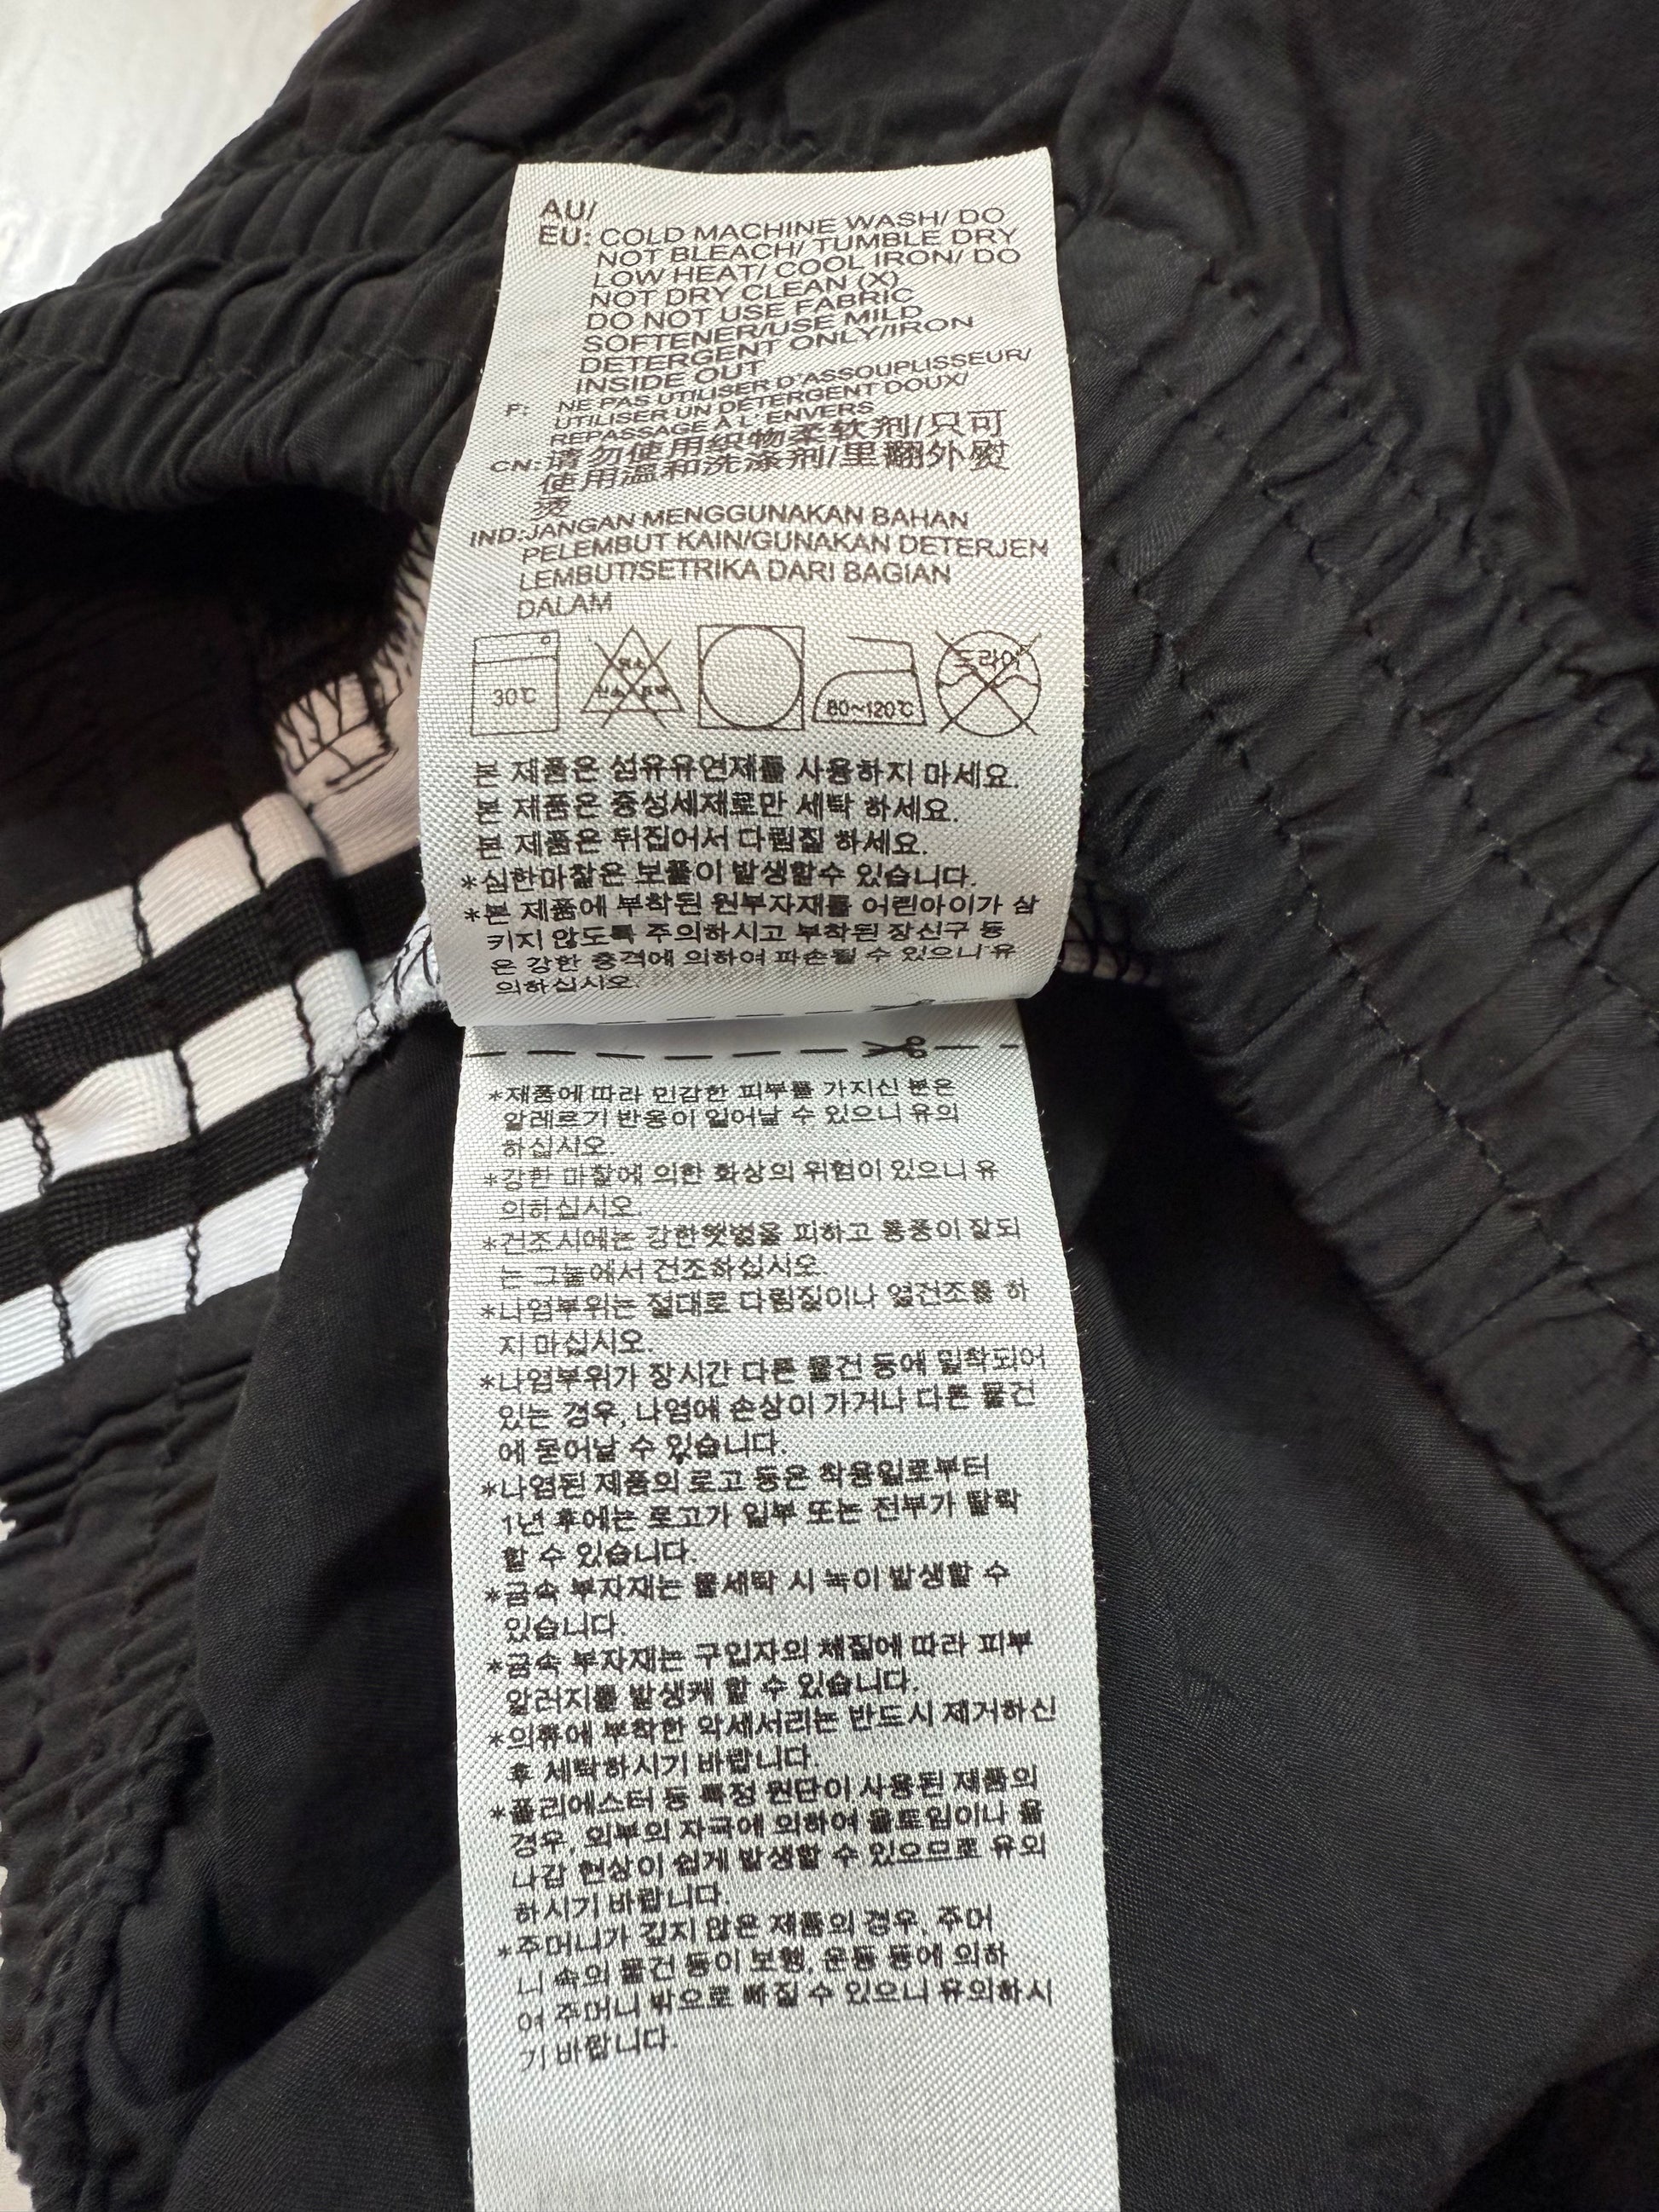 AU/
EU: COLD MACHINE WASH/ DO
NOT BLEACH/ TUMBLE DRY
LOW HEAT/ COOL IRON/ DO
NOT DRY CLEAN (X)
DO NOT USE FABRIC
SOFTENER/USE MILD
DETERGENT ONLY/IRON
INSIDE OUT
F: NE PAS UTILISER D'ASSOUPLISSEUR/
UTILISER UN DÉTERGENT DOUX/
REPASSAGE À L'ENVERS
CN: 请勿使用织物柔软剂/只可
使用温和洗涤剂/里翻外熨
烫
IND: JANGAN MENGGUNAKAN BAHAN
PELEMBUT KAIN/GUNAKAN DETERJEN
LEMBUT/SETRIKA DARI BAGIAN
DALAM
30℃
염소
산소 표백
80~120℃
드라이
본 제품은 섬유유연제를 사용하지 마세요.
본 제품은 중성세제로만 세탁 하세요.
본 제품은 뒤집어서 다림질 하세요.
*심한마찰은 보풀이 발생할수 있습니다.
*본 제품에 부착된 원부자재를 어린아이가 삼
키지 않도록 주의하시고 부착된 장신구 등
은 강한 충격에 의하여 파손될 수 있으니 유
의하십시오.
*제품에 따라 민감한 피부를 가지신 분은
알레르기 반응이 일어날 수 있으니 유의
하십시오.
*강한 마찰에 의한 화상의 위험이 있으니 유
의하십시오.
*건조시에는 강한햇볕을 피하고 통풍이 잘되
는 그늘에서 건조하십시오.
*나염부위는 절대로 다림질이나 열건조를 하
지 마십시오.
*나염부위가 장시간 다른 물건 등에 밀착되어
있는 경우, 나염에 손상이 가거나 다른 물건
에 묻어날 수 있습니다.
*나염된 제품의 로고 등은 착용일로부터
1년 후에는 로고가 일부 또는 전부가 탈락
할 수 있습니다.
*금속 부자재는 물세탁 시 녹이 발생할 수
있습니다.
*금속 부자재는 구입자의 체질에 따라 피부
알러지를 발생케 할 수 있습니다.
*의류에 부착한 악세서리는 반드시 제거하신
후 세탁하시기 바랍니다.
*폴리에스터 등 특정 원단이 사용된 제품의
경우, 외부의 자극에 의하여 올트임이나 올
나감 현상이 쉽게 발생할 수 있으므로 유의
하시기 바랍니다.
*주머니가 깊지 않은 제품의 경우, 주머
니 속의 물건 등이 보행, 운동 등에 의하
여 주머니 밖으로 빠질 수 있으니 유의하시
기 바랍니다.